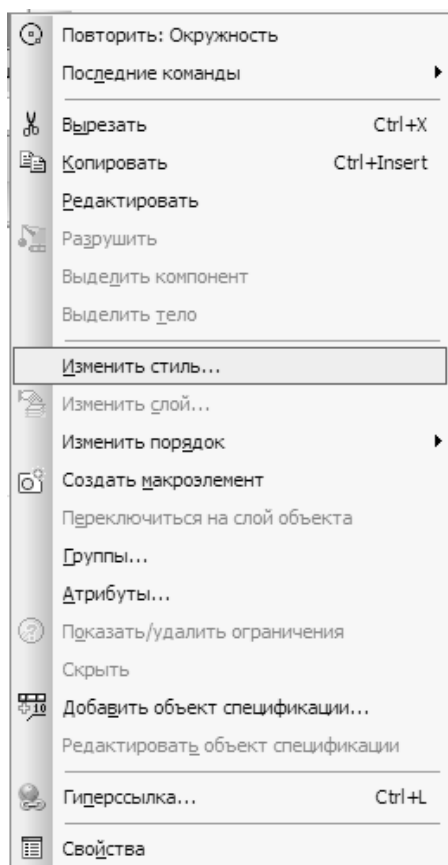 Повторить: Окружность
Последние команды
Вырезать Ctrl+X
Копировать Ctrl+Insert
Редактировать
Разрушить
Выделить компонент
Выделить тело
Изменить стиль...
Изменить слой...
Изменить порядок
Создать макроэлемент
Переключиться на слой объекта
Группы...
Атрибуты...
Показать/удалить ограничения
Скрыть
Добавить объект спецификации...
Редактировать объект спецификации
Гиперссылка... Ctrl+L
Свойства